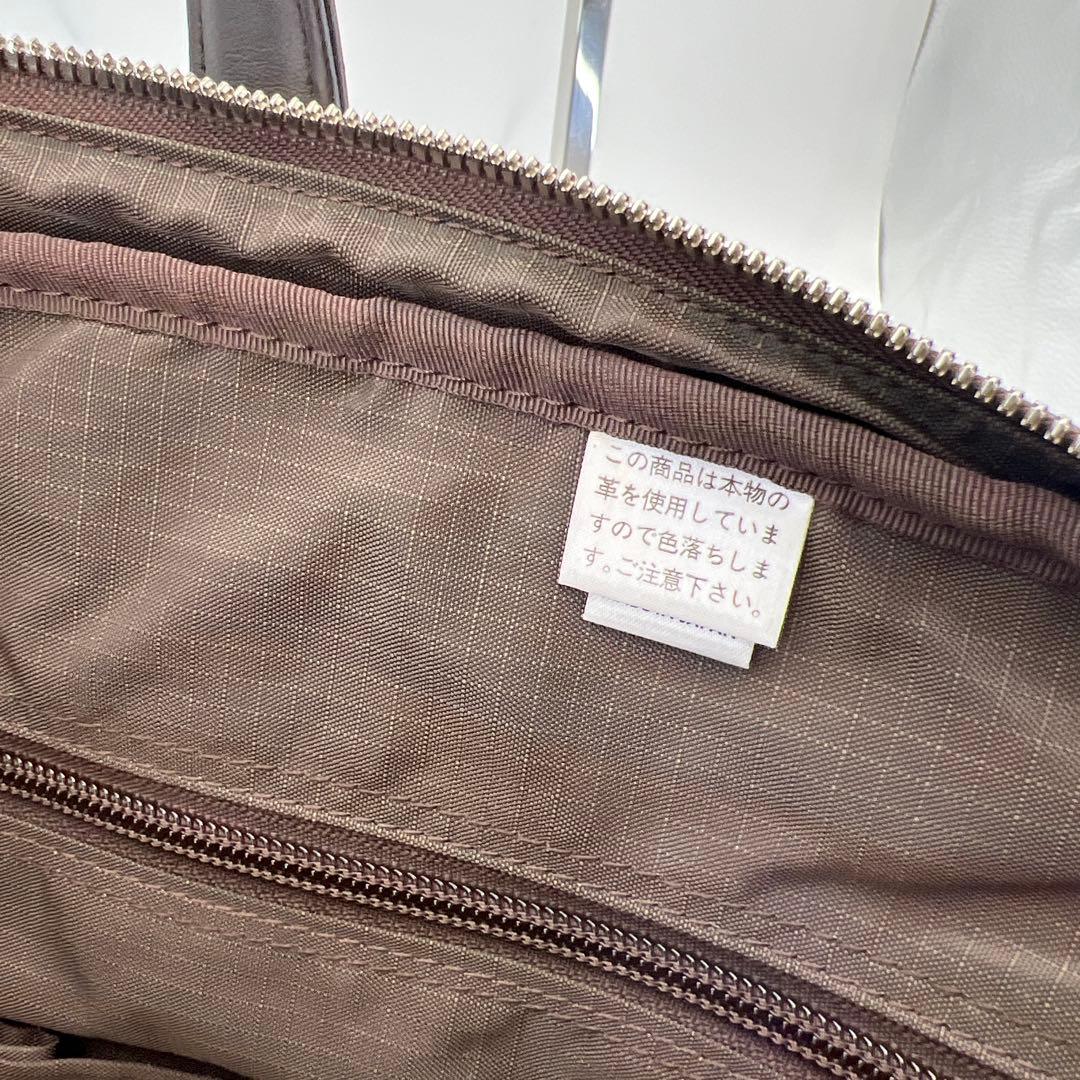 この商品は本物の
革を使用していま
すので色落ちしま
す。ご注意下さい。